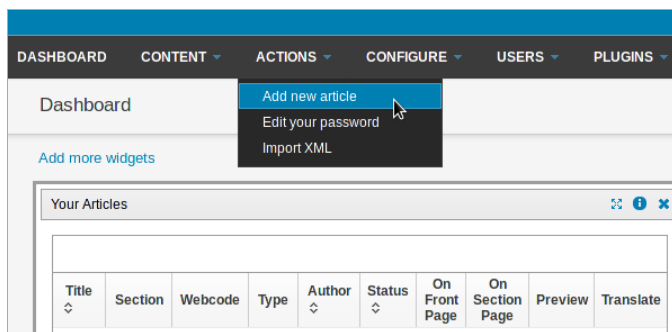 DASHBOARD CONTENT ACTIONS CONFIGURE USERS PLUGINS
Add new article
Dashboard
Edit your password
Import XML
Add more widgets
Your Articles
Title Section Webcode Type Author Status On Front Page On Section Page Preview Translate